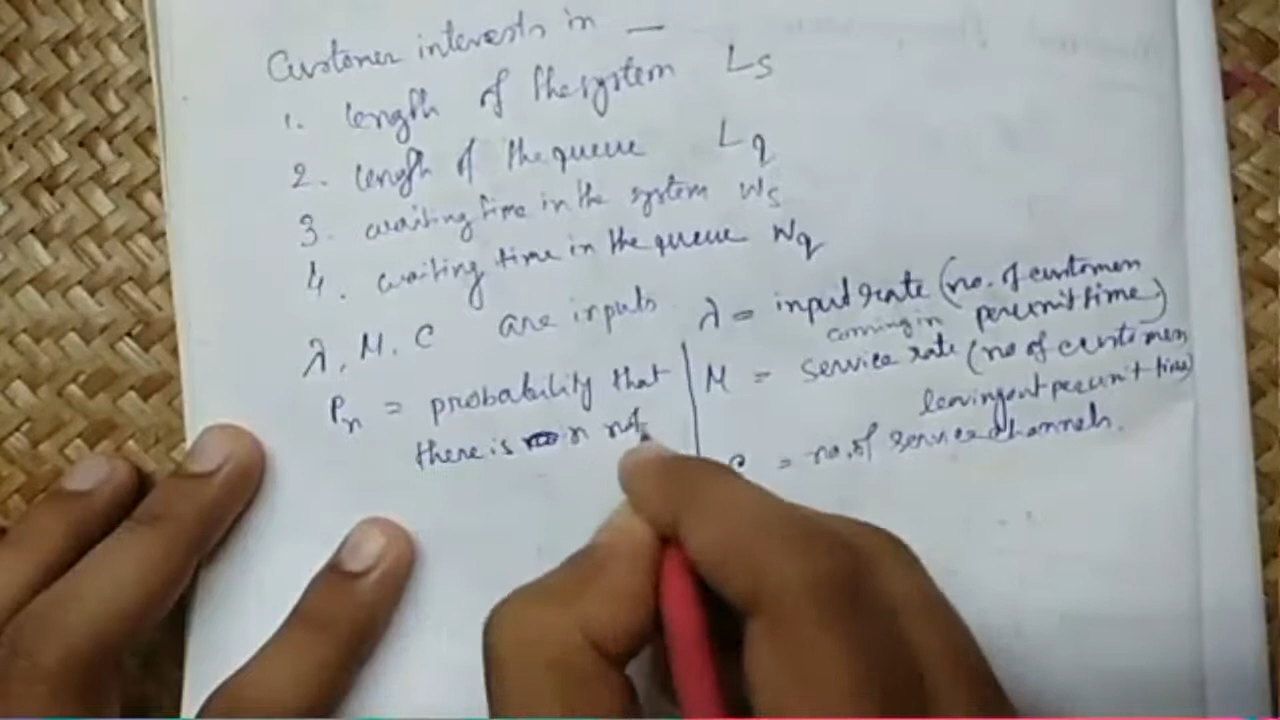 Customer interests in —
1. length of the system Ls
2. length of the queue Lq
3. waiting time in the system Ws
4. waiting time in the queue Wq
λ, M, C are inputs
λ = input rate (no. of customers
coming in per unit time)
M = service rate (no of customers
leaving out per unit time)
C = no. of service channels.
Pn = probability that
there is n no